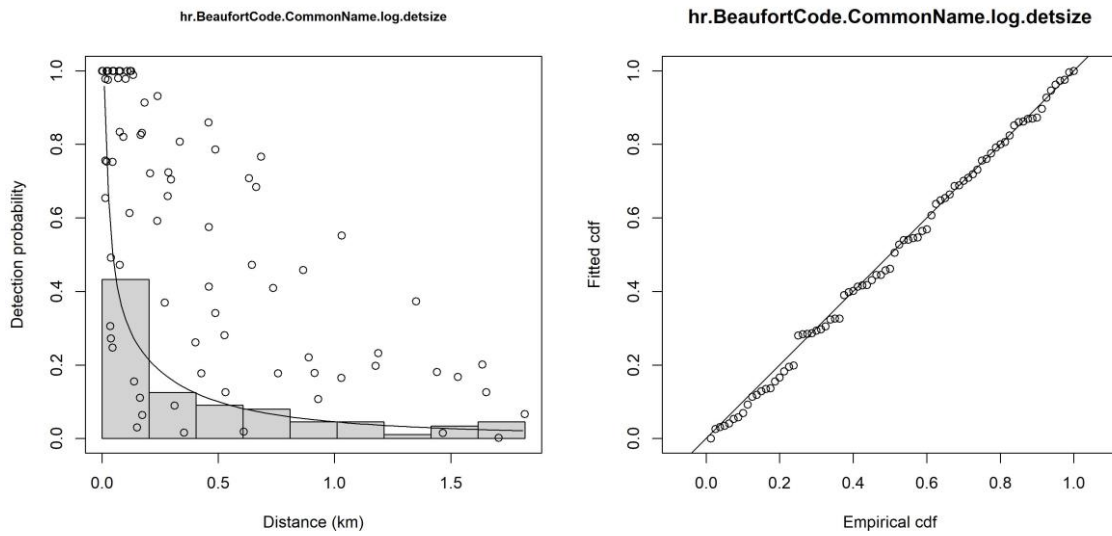 hr.BeaufortCode.CommonName.log.detsize
Detection probability
1.0
0.8
0.6
0.4
0.2
0.0
0.0 0.5 1.0 1.5
Distance (km)
hr.BeaufortCode.CommonName.log.detsize
Fitted cdf
1.0
0.8
0.6
0.4
0.2
0.0
0.0 0.2 0.4 0.6 0.8 1.0
Empirical cdf